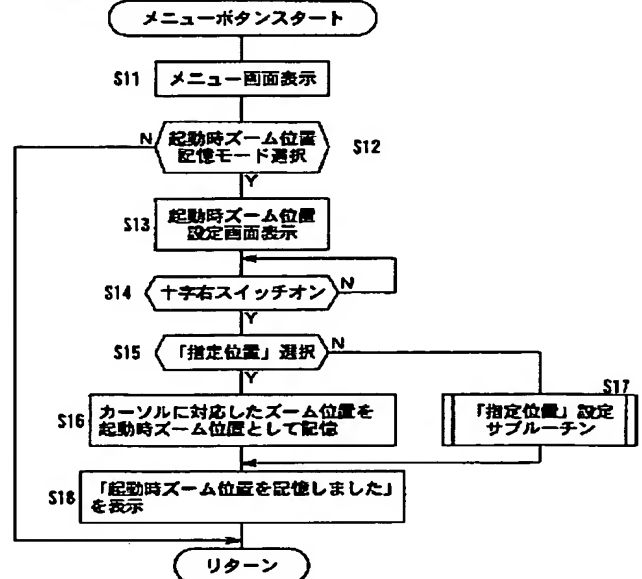 メニューボタンスタート
S11 メニュー画面表示
N 起動時ズーム位置
記憶モード選択 S12
Y
S13 起動時ズーム位置
設定画面表示
S14 十字右スイッチオン N
Y
S15 「指定位置」選択 N
Y
S16 カーソルに対応したズーム位置を
起動時ズーム位置として記憶
S17
「指定位置」設定
サブルーチン
S18 「起動時ズーム位置を記憶しました」
を表示
リターン